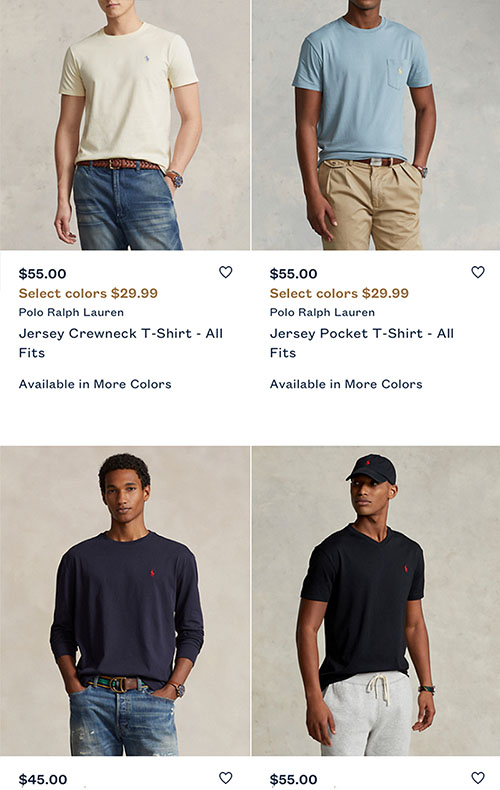 $55.00
Select colors $29.99
Polo Ralph Lauren
Jersey Crewneck T-Shirt - All
Fits
Available in More Colors
$55.00
Select colors $29.99
Polo Ralph Lauren
Jersey Pocket T-Shirt - All
Fits
Available in More Colors
$45.00
$55.00